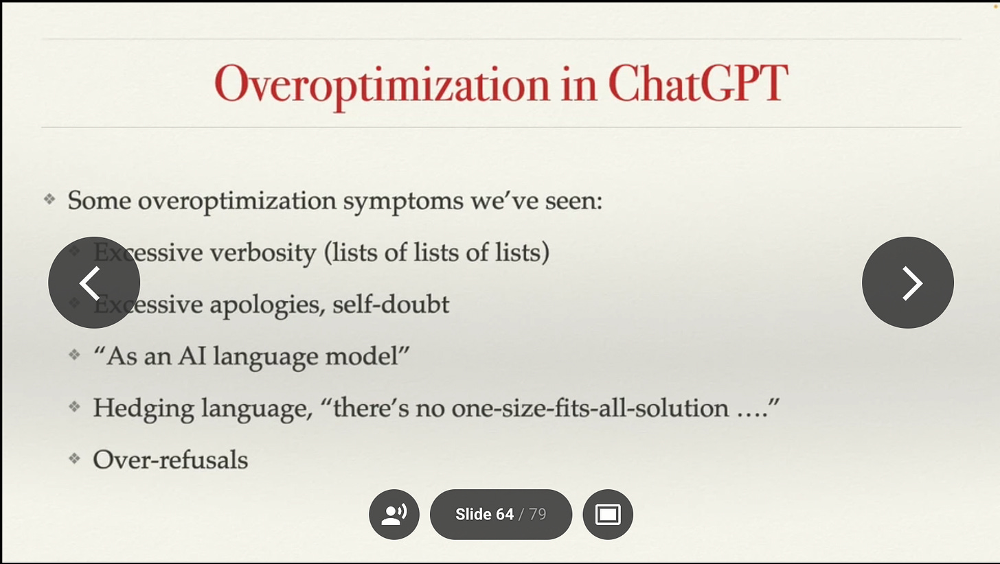 Overoptimization in ChatGPT
Some overoptimization symptoms we’ve seen:
Excessive verbosity (lists of lists of lists)
Excessive apologies, self-doubt
“As an AI language model”
Hedging language, “there’s no one-size-fits-all-solution ….”
Over-refusals
Slide 64 / 79